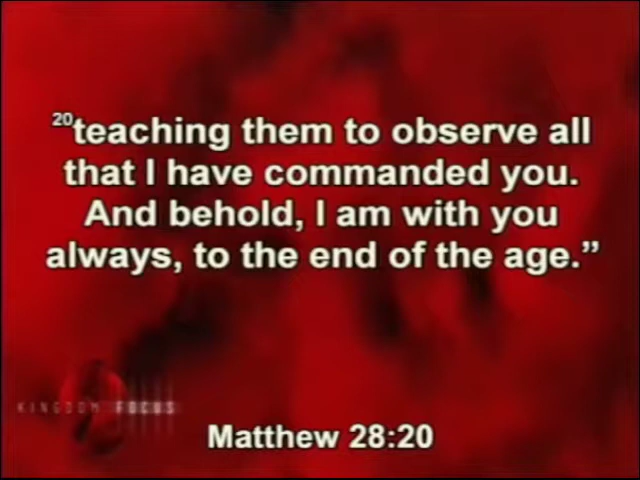 20teaching them to observe all
that I have commanded you.
And behold, I am with you
always, to the end of the age.”
KINGDOM FOCUS
Matthew 28:20